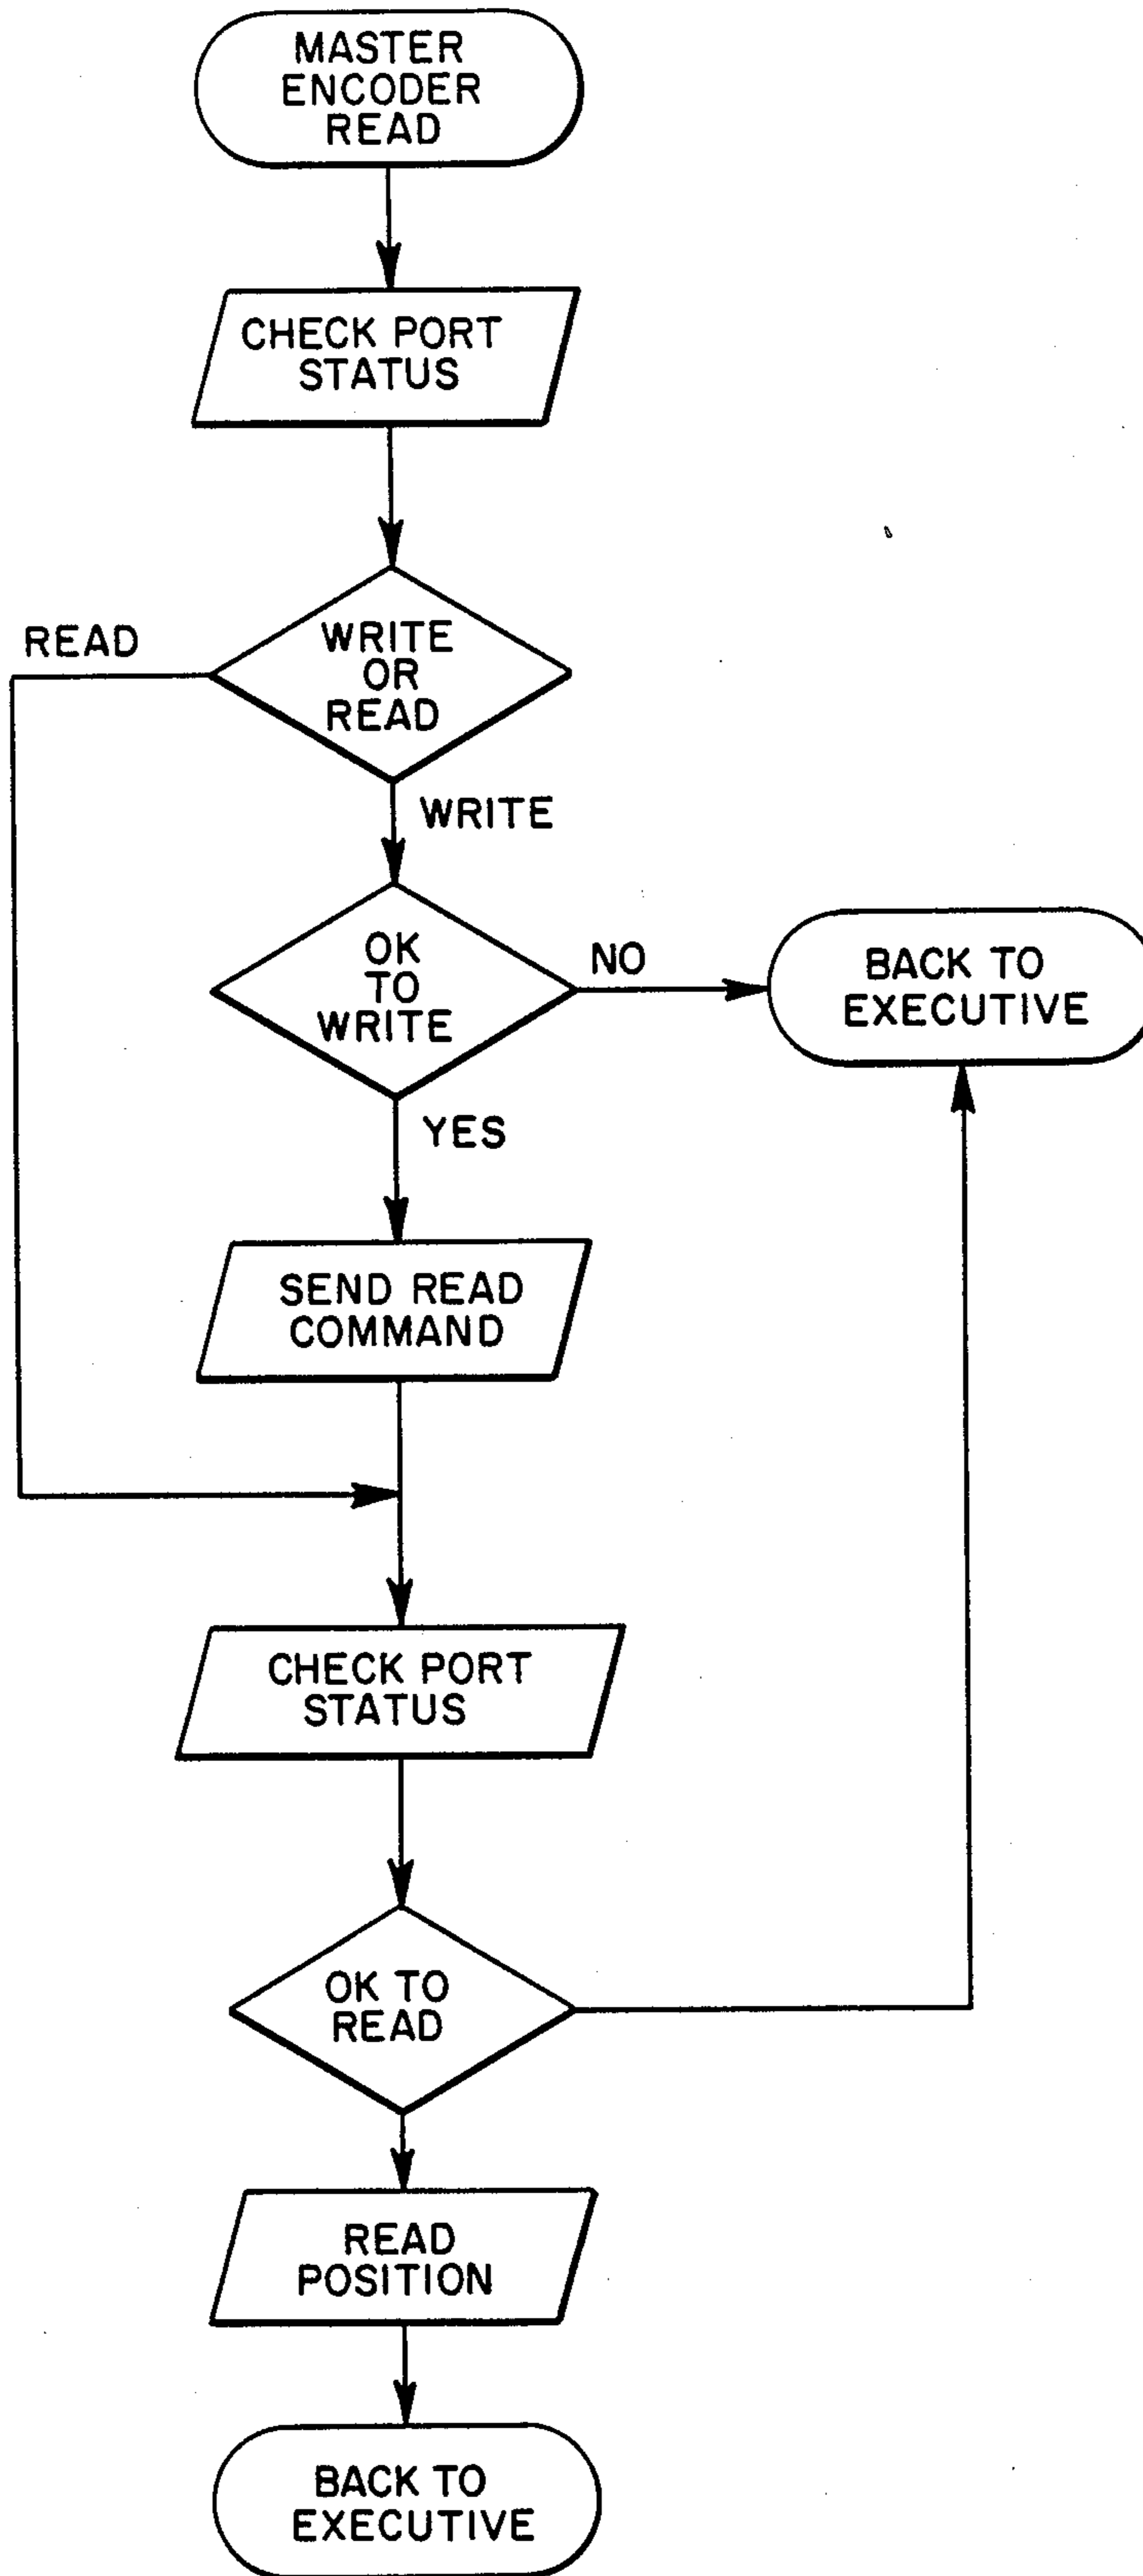 MASTER
ENCODER
READ
CHECK PORT
STATUS
READ
WRITE
OR
READ
WRITE
OK
TO
WRITE
NO
BACK TO
EXECUTIVE
YES
SEND READ
COMMAND
CHECK PORT
STATUS
OK TO
READ
READ
POSITION
BACK TO
EXECUTIVE